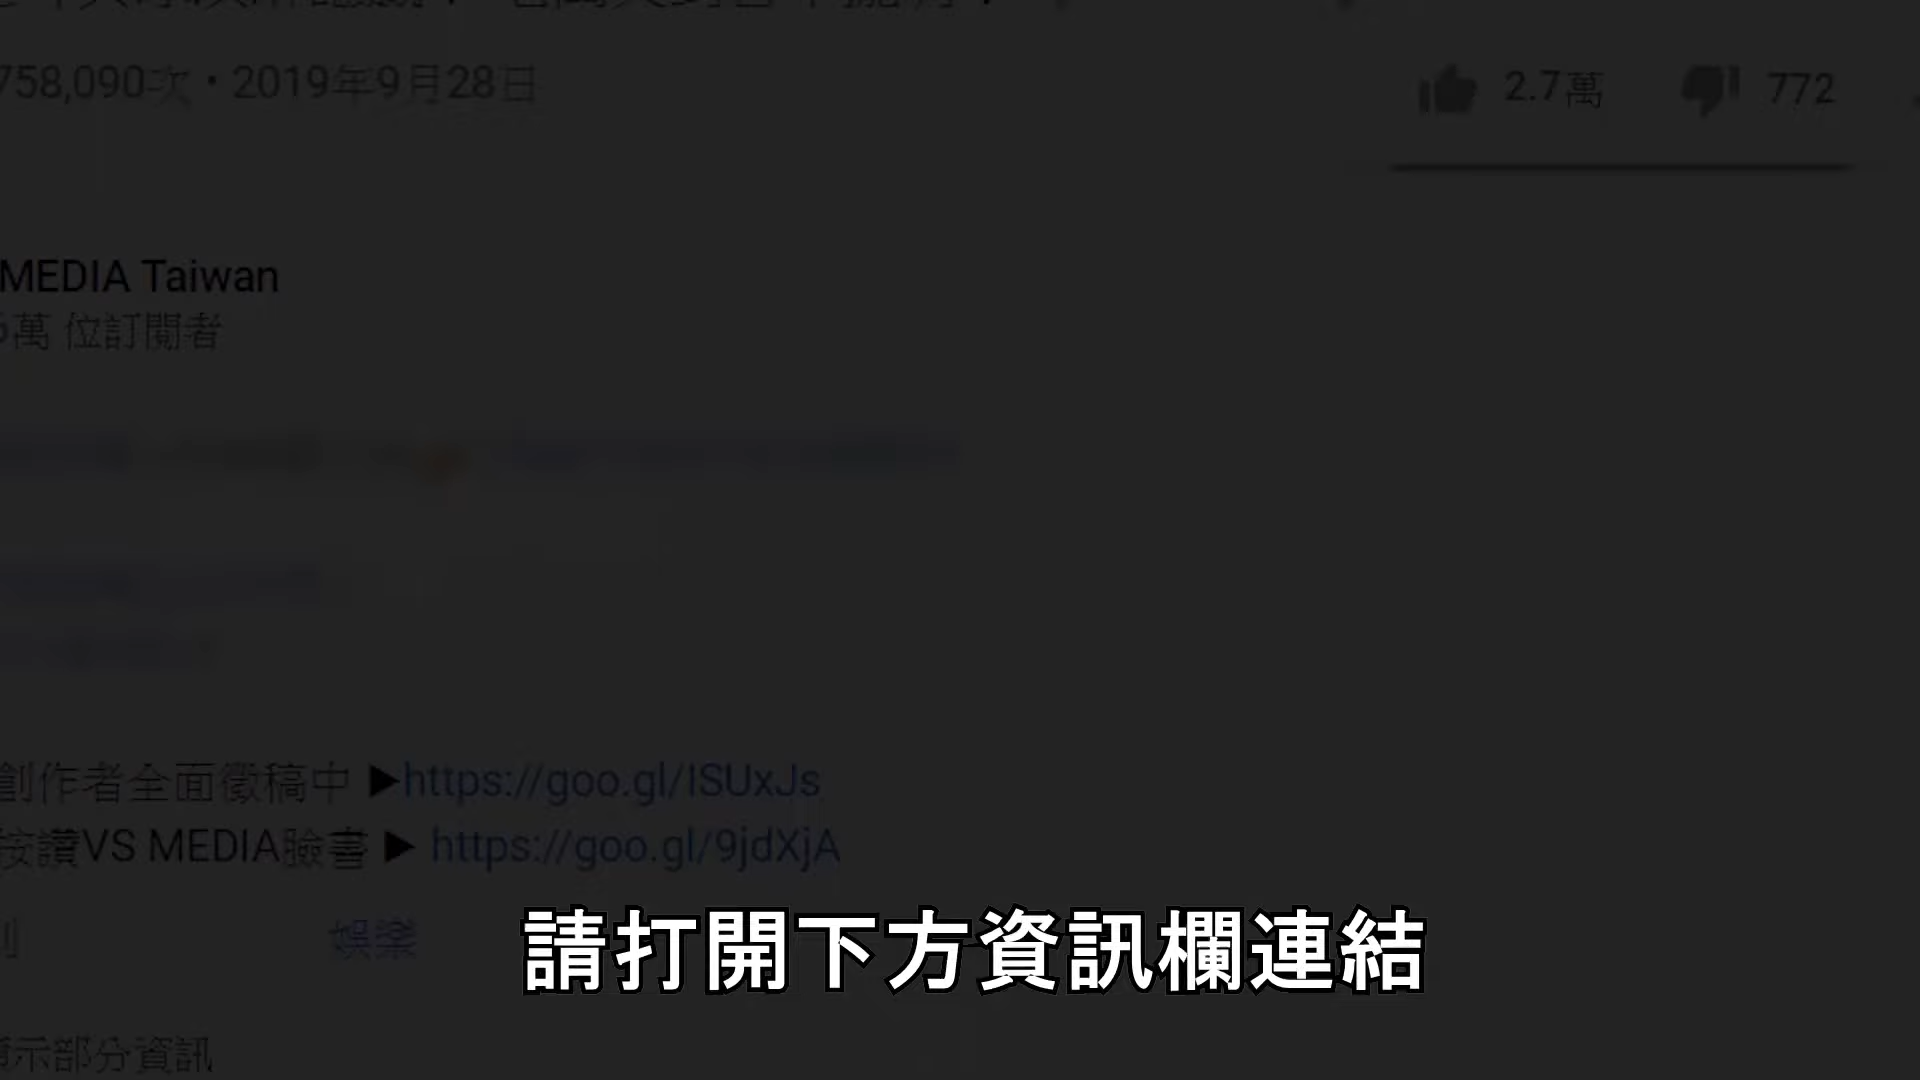 758,090次 • 2019年9月28日
2.7萬 772
MEDIA Taiwan
萬 位訂閱者
創作者全面徵稿中 ▶https://goo.gl/ISUxJs
按讚VS MEDIA臉書 ▶ https://goo.gl/9jdXjA
娛樂
請打開下方資訊欄連結
示部分資訊